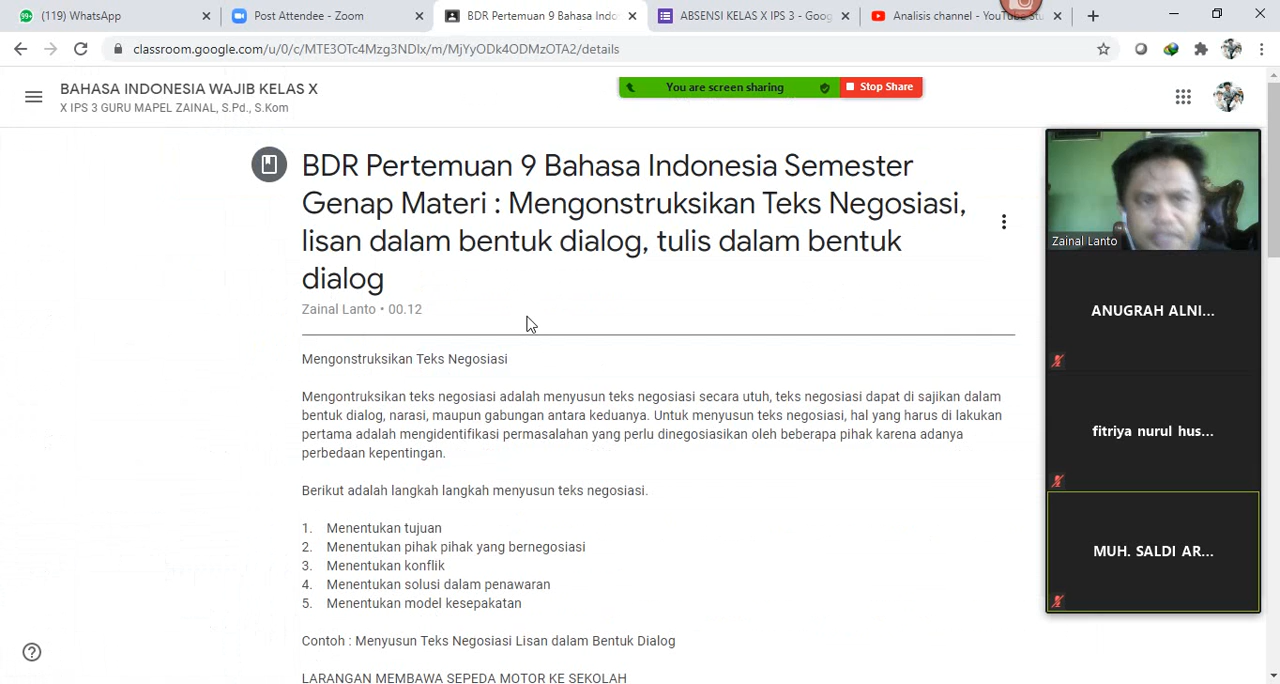 (119) WhatsApp
Post Attendee - Zoom
BDR Pertemuan 9 Bahasa Indo
ABSENSI KELAS X IPS 3 - Goog
Analisis channel - YouTube
classroom.google.com/u/0/c/MTE3OTc4Mzg3NDIx/m/MjYyODk4ODMzOTA2/details
BAHASA INDONESIA WAJIB KELAS X
X IPS 3 GURU MAPEL ZAINAL, S.Pd., S.Kom
You are screen sharing
Stop Share
BDR Pertemuan 9 Bahasa Indonesia Semester
Genap Materi : Mengonstruksikan Teks Negosiasi,
lisan dalam bentuk dialog, tulis dalam bentuk
dialog
Zainal Lanto • 00.12
Mengonstruksikan Teks Negosiasi
Mengontruksikan teks negosiasi adalah menyusun teks negosiasi secara utuh, teks negosiasi dapat di sajikan dalam
bentuk dialog, narasi, maupun gabungan antara keduanya. Untuk menyusun teks negosiasi, hal yang harus di lakukan
pertama adalah mengidentifikasi permasalahan yang perlu dinegosiasikan oleh beberapa pihak karena adanya
perbedaan kepentingan.
Berikut adalah langkah langkah menyusun teks negosiasi.
1. Menentukan tujuan
2. Menentukan pihak pihak yang bernegosiasi
3. Menentukan konflik
4. Menentukan solusi dalam penawaran
5. Menentukan model kesepakatan
Contoh : Menyusun Teks Negosiasi Lisan dalam Bentuk Dialog
LARANGAN MEMBAWA SEPEDA MOTOR KE SEKOLAH
Zainal Lanto
ANUGRAH ALNI...
fitriya nurul hus...
MUH. SALDI AR...